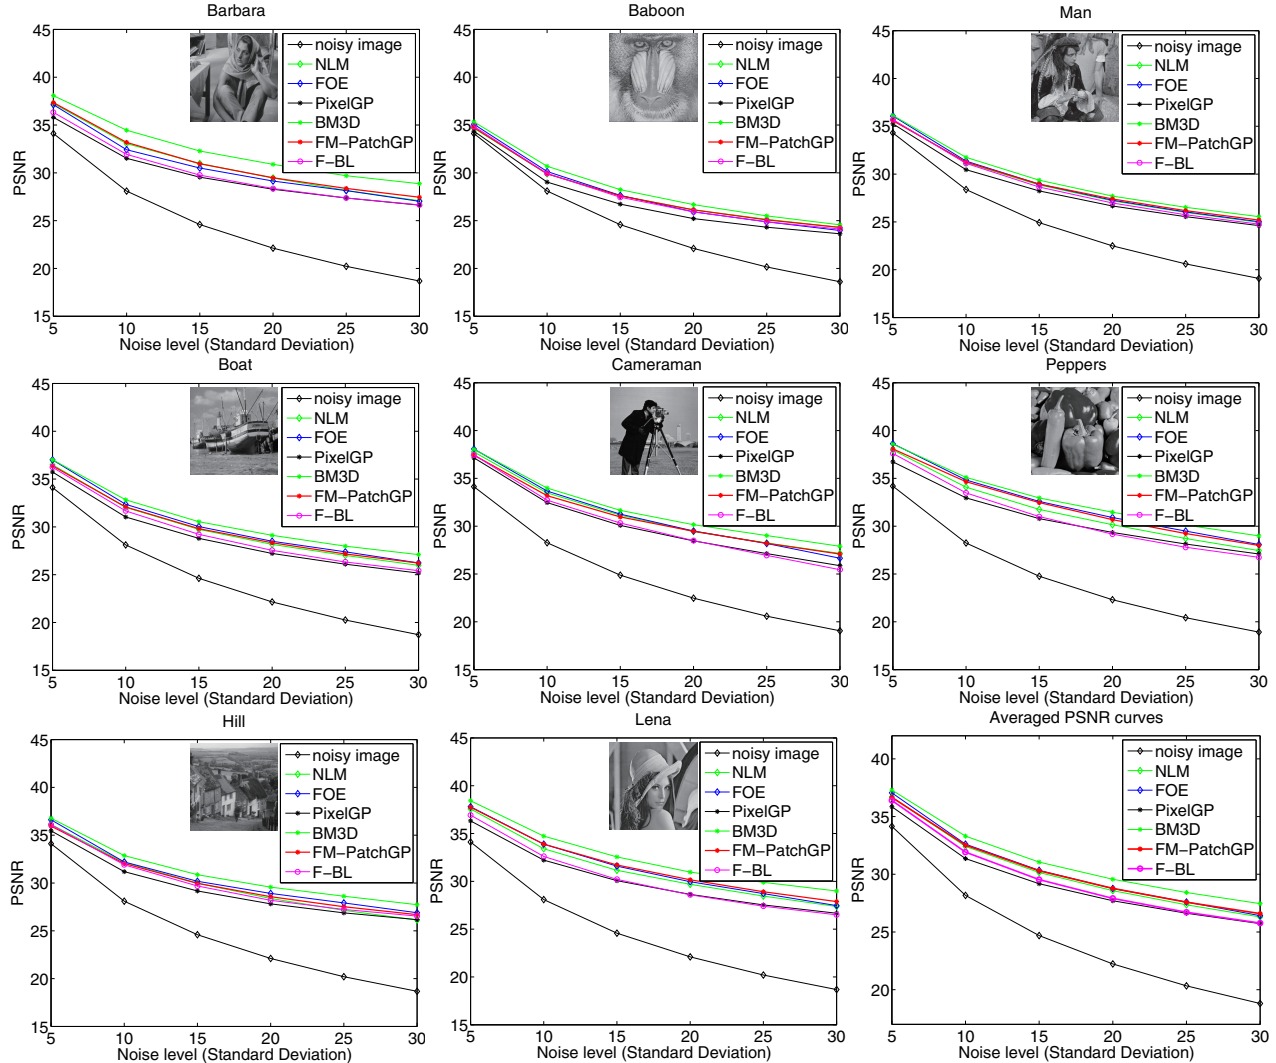 Barbara
45
40
35
30
25
20
15
PSNR
5 10 15 20 25 30
Noise level (Standard Deviation)
noisy image
NLM
FOE
PixelGP
BM3D
FM-PatchGP
F-BL
Baboon
45
40
35
30
25
20
15
PSNR
5 10 15 20 25 30
Noise level (Standard Deviation)
noisy image
NLM
FOE
PixelGP
BM3D
FM-PatchGP
F-BL
Man
45
40
35
30
25
20
15
PSNR
5 10 15 20 25 30
Noise level (Standard Deviation)
noisy image
NLM
FOE
PixelGP
BM3D
FM-PatchGP
F-BL
Boat
45
40
35
30
25
20
15
PSNR
5 10 15 20 25 30
Noise level (Standard Deviation)
noisy image
NLM
FOE
PixelGP
BM3D
FM-PatchGP
F-BL
Cameraman
45
40
35
30
25
20
15
PSNR
5 10 15 20 25 30
Noise level (Standard Deviation)
noisy image
NLM
FOE
PixelGP
BM3D
FM-PatchGP
F-BL
Peppers
45
40
35
30
25
20
15
PSNR
5 10 15 20 25 30
Noise level (Standard Deviation)
noisy image
NLM
FOE
PixelGP
BM3D
FM-PatchGP
F-BL
Hill
45
40
35
30
25
20
15
PSNR
5 10 15 20 25 30
Noise level (Standard Deviation)
noisy image
NLM
FOE
PixelGP
BM3D
FM-PatchGP
F-BL
Lena
45
40
35
30
25
20
15
PSNR
5 10 15 20 25 30
Noise level (Standard Deviation)
noisy image
NLM
FOE
PixelGP
BM3D
FM-PatchGP
F-BL
Averaged PSNR curves
40
35
30
25
20
PSNR
5 10 15 20 25 30
Noise level (Standard Deviation)
noisy image
NLM
FOE
PixelGP
BM3D
FM-PatchGP
F-BL